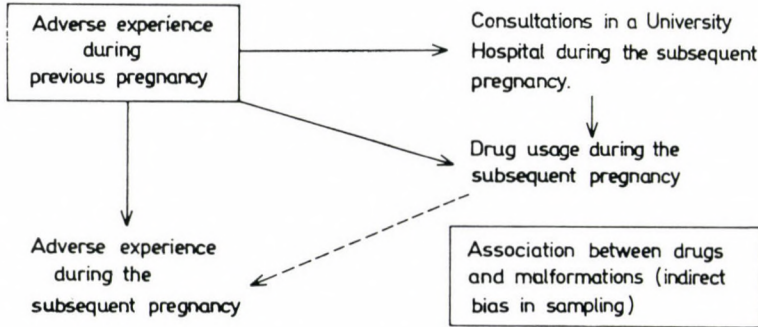 Adverse experience
during
previous pregnancy
Consultations in a University
Hospital during the subsequent
pregnancy.
Drug usage during the
subsequent pregnancy
Adverse experience
during the
subsequent pregnancy
Association between drugs
and malformations (indirect
bias in sampling)